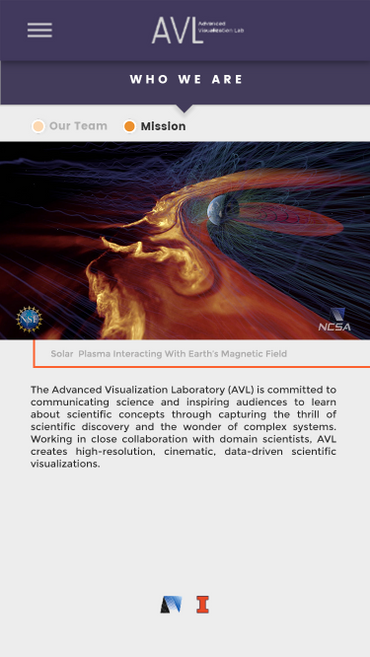 AVL Advanced
Visualization Lab
WHO WE ARE
Our Team Mission
NSF
NCSA
Solar Plasma Interacting With Earth's Magnetic Field
The Advanced Visualization Laboratory (AVL) is committed to
communicating science and inspiring audiences to learn
about scientific concepts through capturing the thrill of
scientific discovery and the wonder of complex systems.
Working in close collaboration with domain scientists, AVL
creates high-resolution, cinematic, data-driven scientific
visualizations.
I